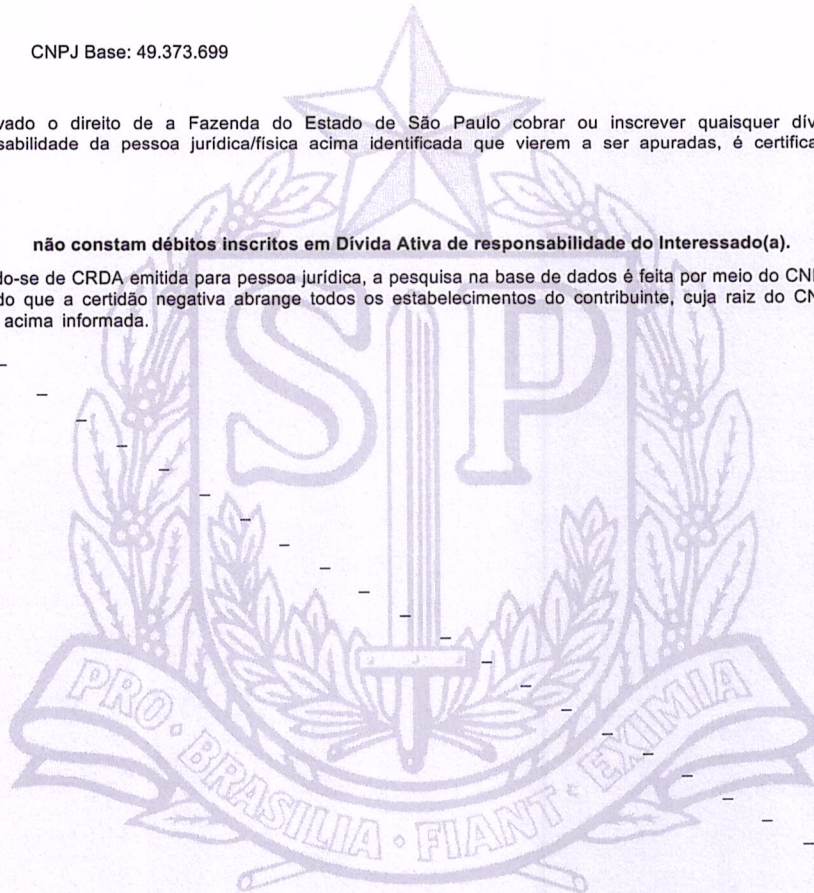 CNPJ Base: 49.373.699
vado o direito de a Fazenda do Estado de São Paulo cobrar ou inscrever quaisquer dív
sabilidade da pessoa jurídica/física acima identificada que vierem a ser apuradas, é certifica
não constam débitos inscritos em Dívida Ativa de responsabilidade do Interessado(a).
do-se de CRDA emitida para pessoa jurídica, a pesquisa na base de dados é feita por meio do CN
do que a certidão negativa abrange todos os estabelecimentos do contribuinte, cuja raiz do CN
acima informada.
SP
PRO · BRASILIA · FIANT · EXIMIA